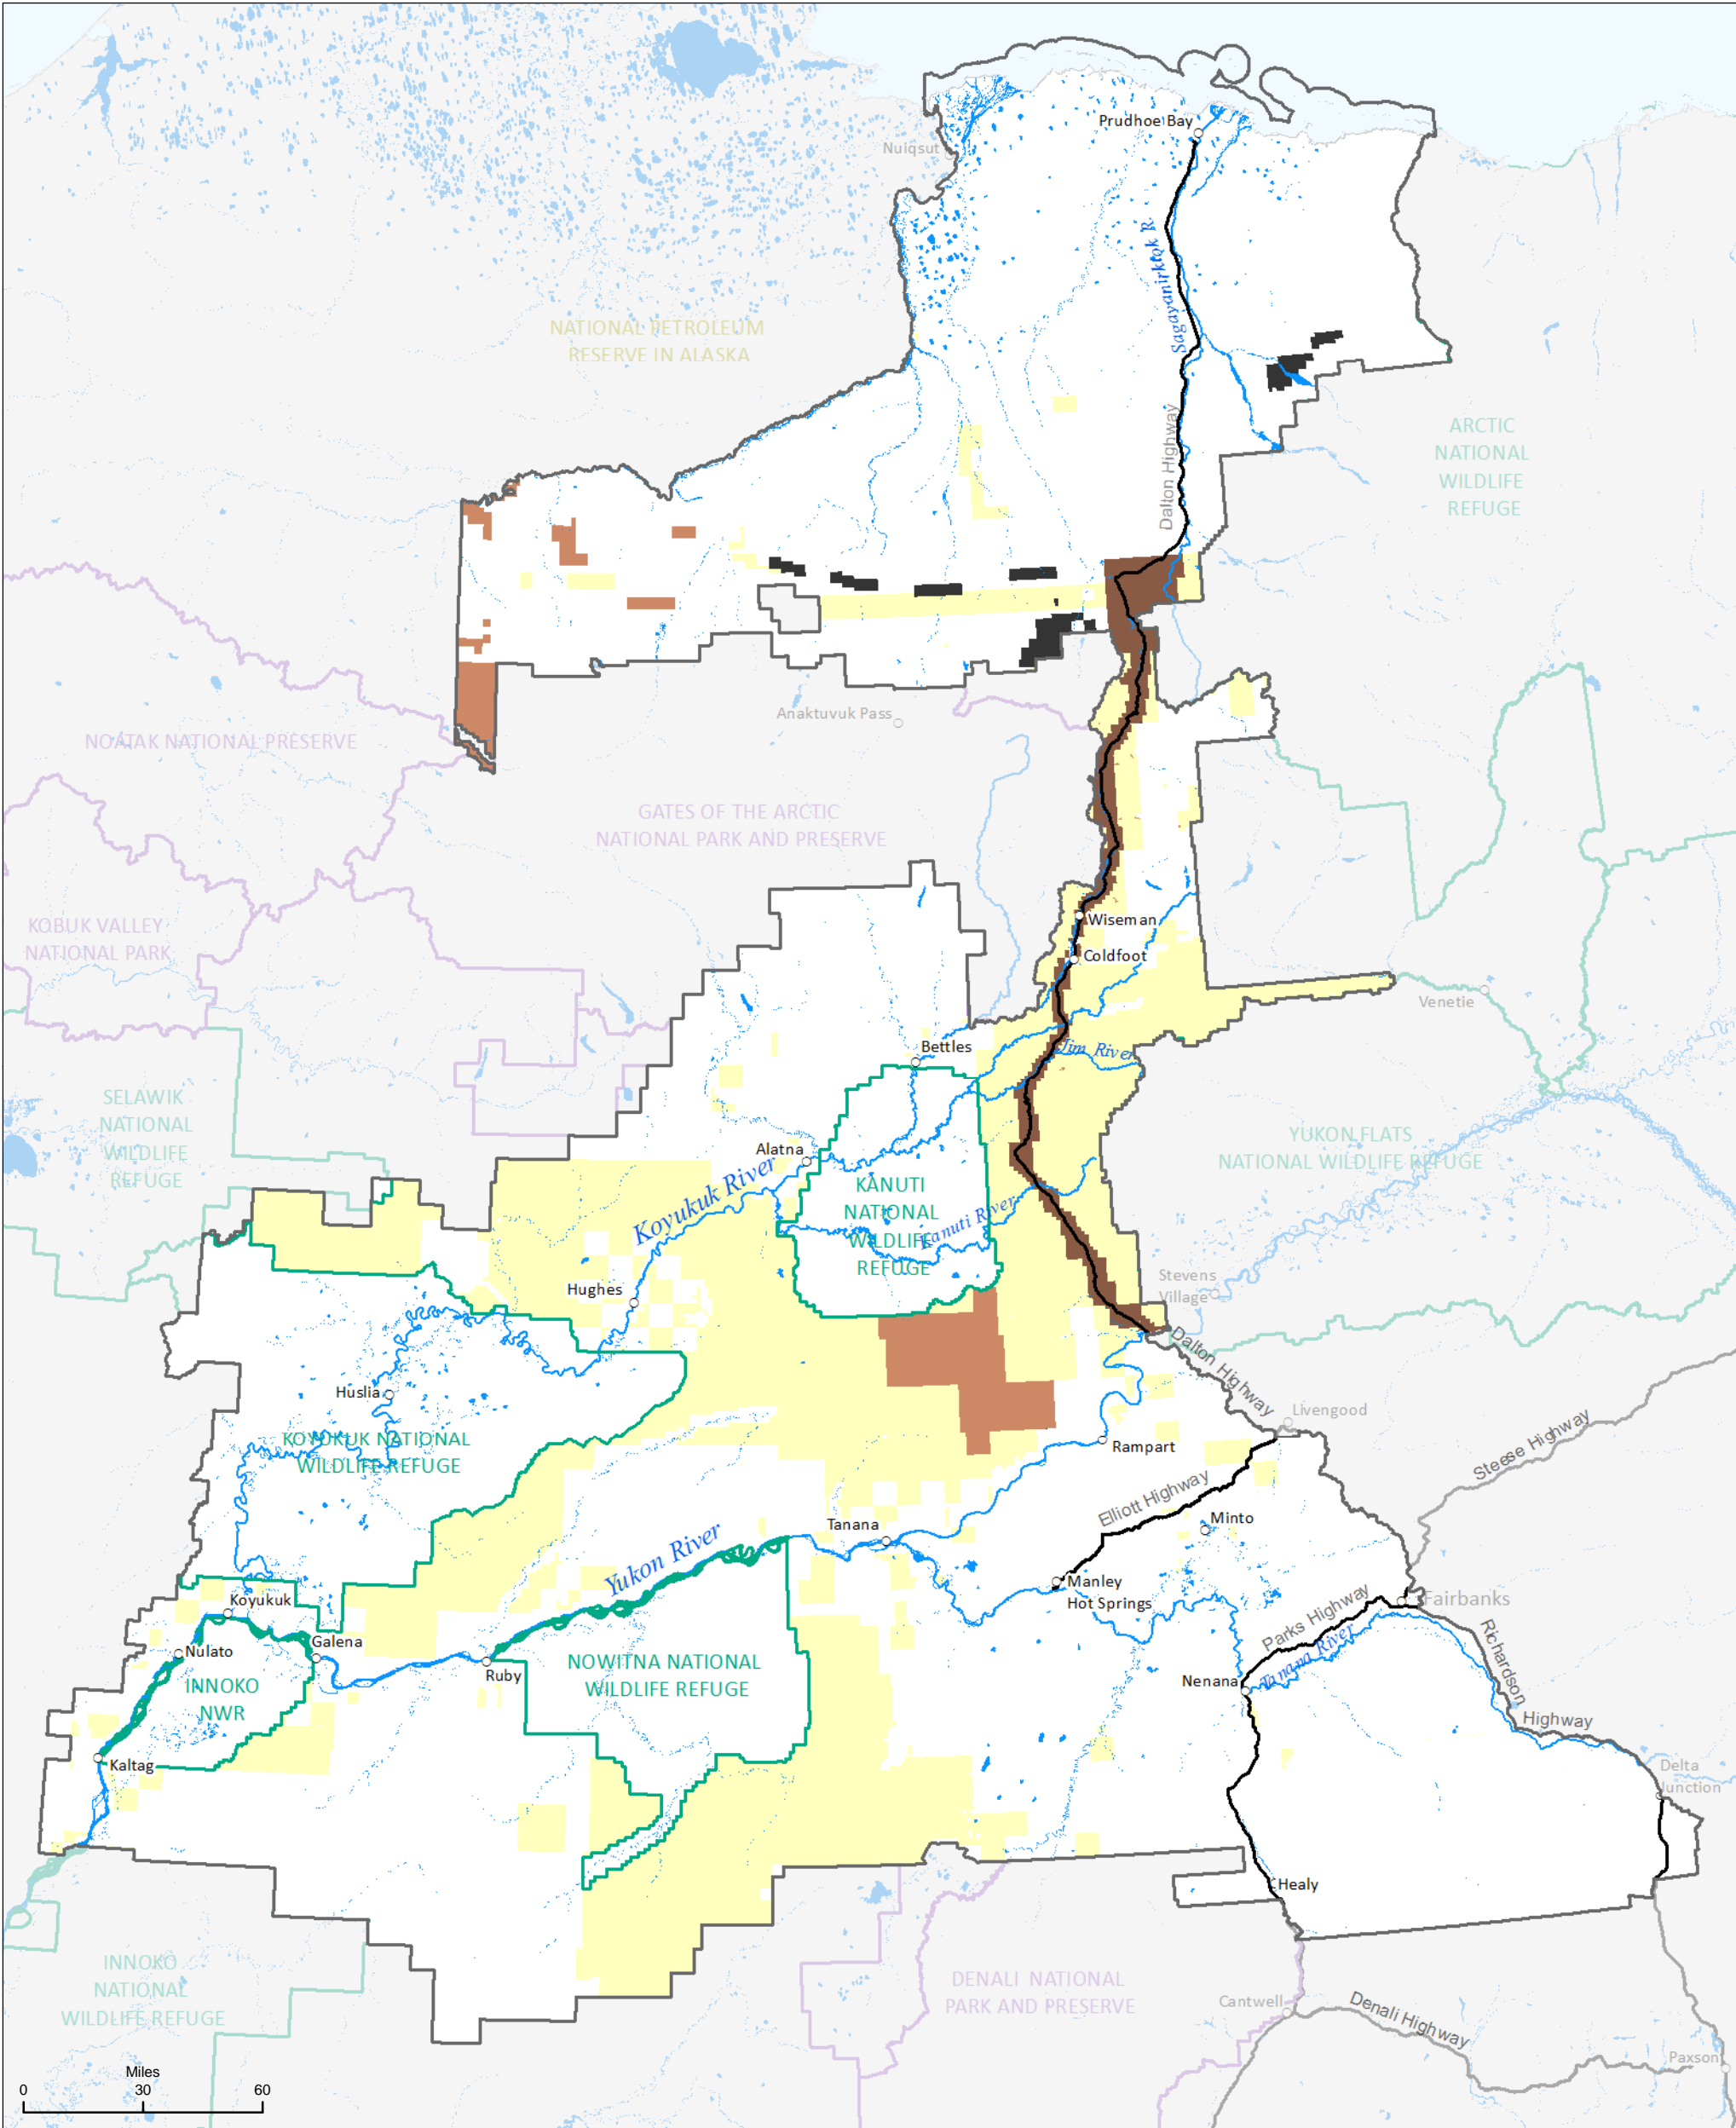 Prudhoe Bay
Nuiqsut
Sagavanirktok R.
NATIONAL PETROLEUM
RESERVE IN ALASKA
Dalton Highway
ARCTIC
NATIONAL
WILDLIFE
REFUGE
Anaktuvuk Pass
NOATAK NATIONAL PRESERVE
GATES OF THE ARCTIC
NATIONAL PARK AND PRESERVE
KOBUK VALLEY
NATIONAL PARK
Wiseman
Coldfoot
Venetie
Bettles
Jim River
SELAWIK
NATIONAL
WILDLIFE
REFUGE
YUKON FLATS
NATIONAL WILDLIFE REFUGE
Alatna
Koyukuk River
KANUTI
NATIONAL
WILDLIFE
REFUGE
Kanuti River
Stevens
Village
Hughes
Dalton Highway
Huslia
Livengood
KOYUKUK NATIONAL
WILDLIFE REFUGE
Rampart
Steese Highway
Elliott Highway
Minto
Tanana
Yukon River
Manley
Hot Springs
Koyukuk
Fairbanks
Parks Highway
Tanana River
Richardson
Highway
Nulato
Galena
Ruby
NOWITNA NATIONAL
WILDLIFE REFUGE
INNOKO
NWR
Nenana
Kaltag
Delta
Junction
Healy
INNOKO
NATIONAL
WILDLIFE REFUGE
DENALI NATIONAL
PARK AND PRESERVE
Cantwell
Denali Highway
Paxson
Miles
0 30 60